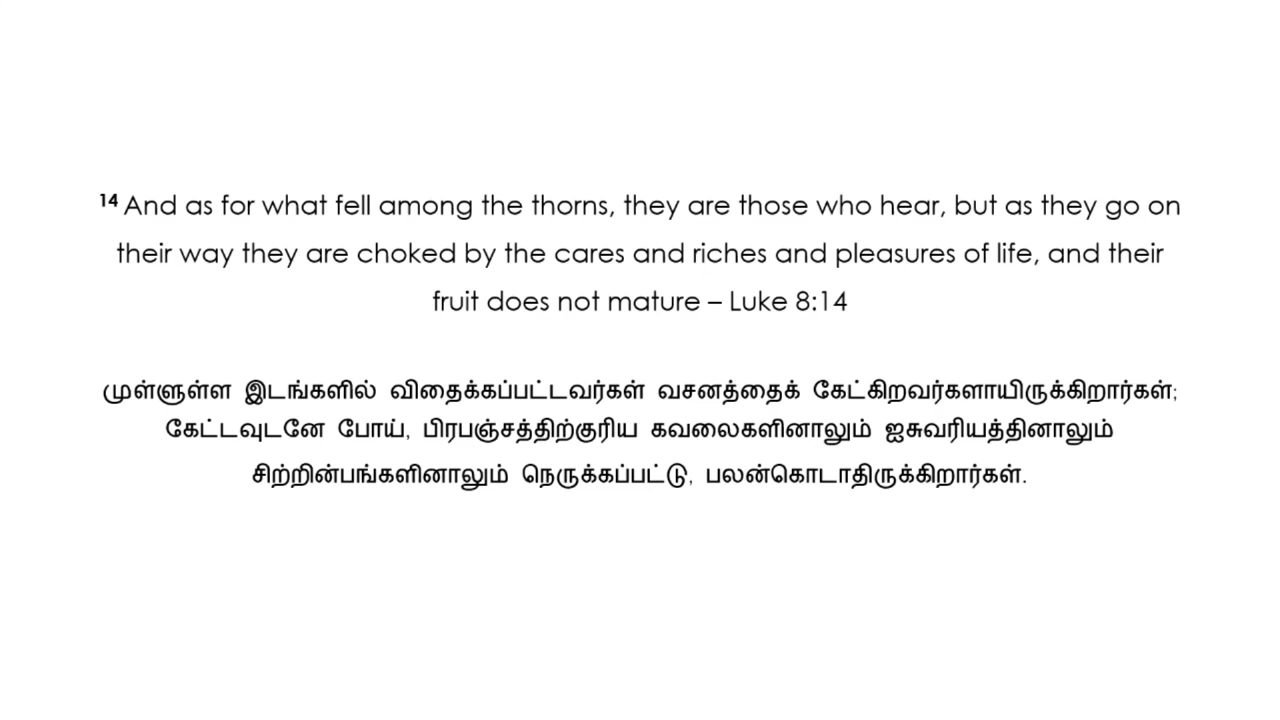 14 And as for what fell among the thorns, they are those who hear, but as they go on
their way they are choked by the cares and riches and pleasures of life, and their
fruit does not mature – Luke 8:14
முள்ளுள்ள இடங்களில் விதைக்கப்பட்டவர்கள் வசனத்தைக் கேட்கிறவர்களாயிருக்கிறார்கள்;
கேட்டவுடனே போய், பிரபஞ்சத்திற்குரிய கவலைகளினாலும் ஐசுவரியத்தினாலும்
சிற்றின்பங்களினாலும் நெருக்கப்பட்டு, பலன்கொடாதிருக்கிறார்கள்.